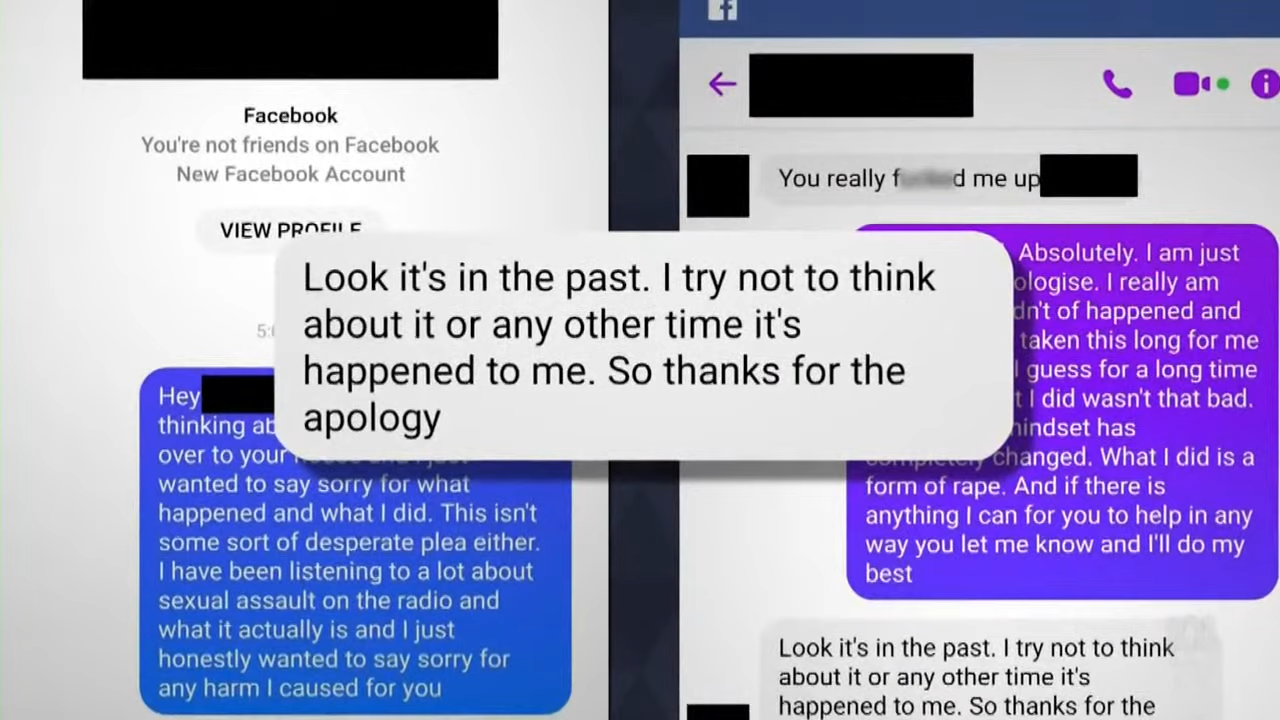 Facebook
You're not friends on Facebook
New Facebook Account
VIEW PROFILE
Hey
thinking
over to your
wanted to say sorry for what
happened and what I did. This isn't
some sort of desperate plea either.
I have been listening to a lot about
sexual assault on the radio and
what it actually is and I just
honestly wanted to say sorry for
any harm I caused for you
Look it's in the past. I try not to think
about it or any other time it's
happened to me. So thanks for the
apology
You really f d me up
Absolutely. I am just
ologise. I really am
dn't of happened and
taken this long for me
I guess for a long time
t I did wasn't that bad.
mindset has
completely changed. What I did is a
form of rape. And if there is
anything I can for you to help in any
way you let me know and I'll do my
best
Look it's in the past. I try not to think
about it or any other time it's
happened to me. So thanks for the